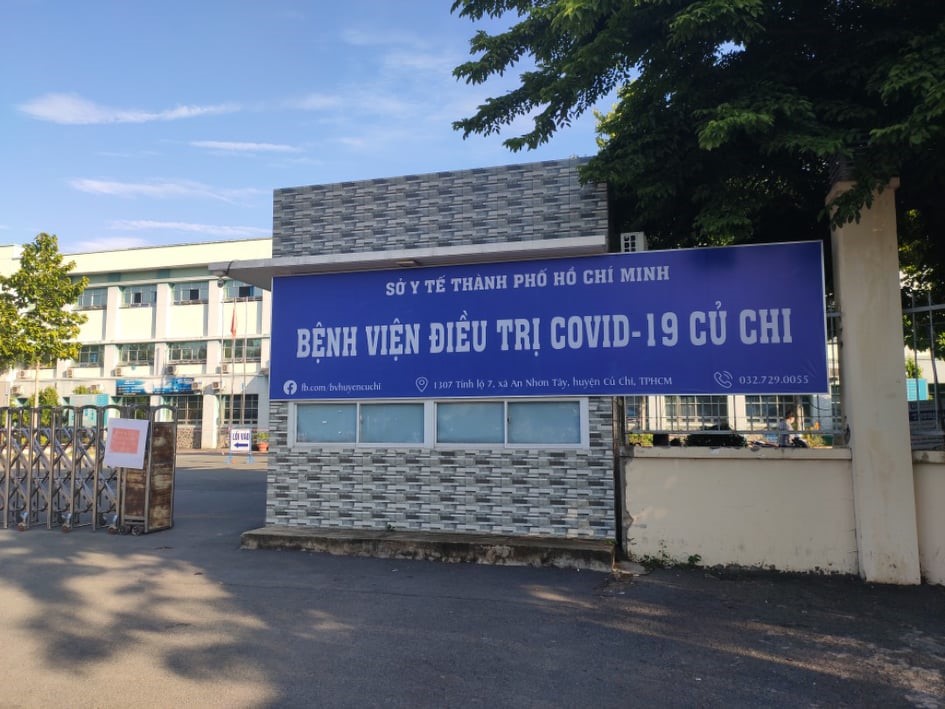 SỞ Y TẾ THÀNH PHỐ HỒ CHÍ MINH
BỆNH VIỆN ĐIỀU TRỊ COVID-19 CỦ CHI
fb.com/bvhuyencuchi
1307 Tỉnh lộ 7, xã An Nhơn Tây, huyện Củ Chi, TPHCM
032.729.0055
LỐI VÀO